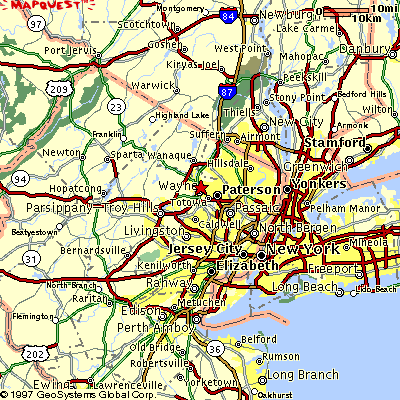 MAPQUEST
Montgomery
84
Newburgh
10mi
10km
97
Scotchtown
Lake Carmel
Goshen
West Point
Danbury
Port Jervis
Kiryas Joel
Mahopac
209
Peekskill
Warwick
87
Stony Point
Bedford Hills
23
Thiells
Wilton
Highland Lake
New City
Armonk
Franklin
Suffern
Airmont
Stamford
Newton
Sparta
Wanaque
Hillsdale
Greenwich
94
Hopatcong
Wayne
Paterson
Yonkers
Totowa
Parsippany-Troy Hills
Passaic
Pelham Manor
Beattyestown
Caldwell
Livingston
North Bergen
Mineola
Bernardsville
Jersey City
New York
Kenilworth
Elizabeth
Freeport
North Branch
Rahway
Long Beach
Lido Beach
Raritan
Metuchen
Flemington
Edison
Perth Amboy
202
Old Bridge
36
Belford
Robertsville
Rumson
Ewing
Lawrenceville
Yorketown
Long Branch
©1997 GeoSystems Global Corp.
Oakhurst